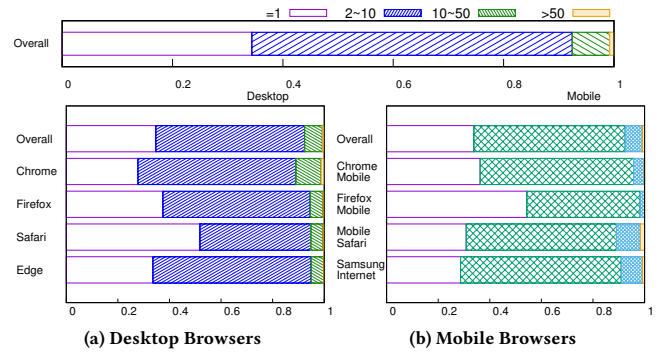 =1 2~10 10~50 >50
Overall
0 0.2 0.4 0.6 0.8 1
Desktop Mobile
Overall
Chrome
Firefox
Safari
Edge
0 0.2 0.4 0.6 0.8 1
Overall
Chrome
Mobile
Firefox
Mobile
Mobile
Safari
Samsung
Internet
0 0.2 0.4 0.6 0.8 1
(a) Desktop Browsers (b) Mobile Browsers